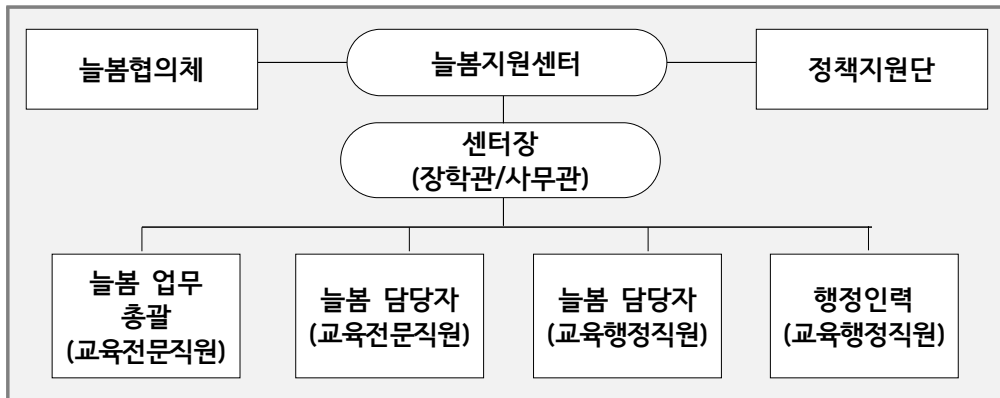 늘봄협의체
늘봄지원센터
정책지원단
센터장
(장학관/사무관)
늘봄 업무
총괄
(교육전문직원)
늘봄 담당자
(교육전문직원)
늘봄 담당자
(교육행정직원)
행정인력
(교육행정직원)